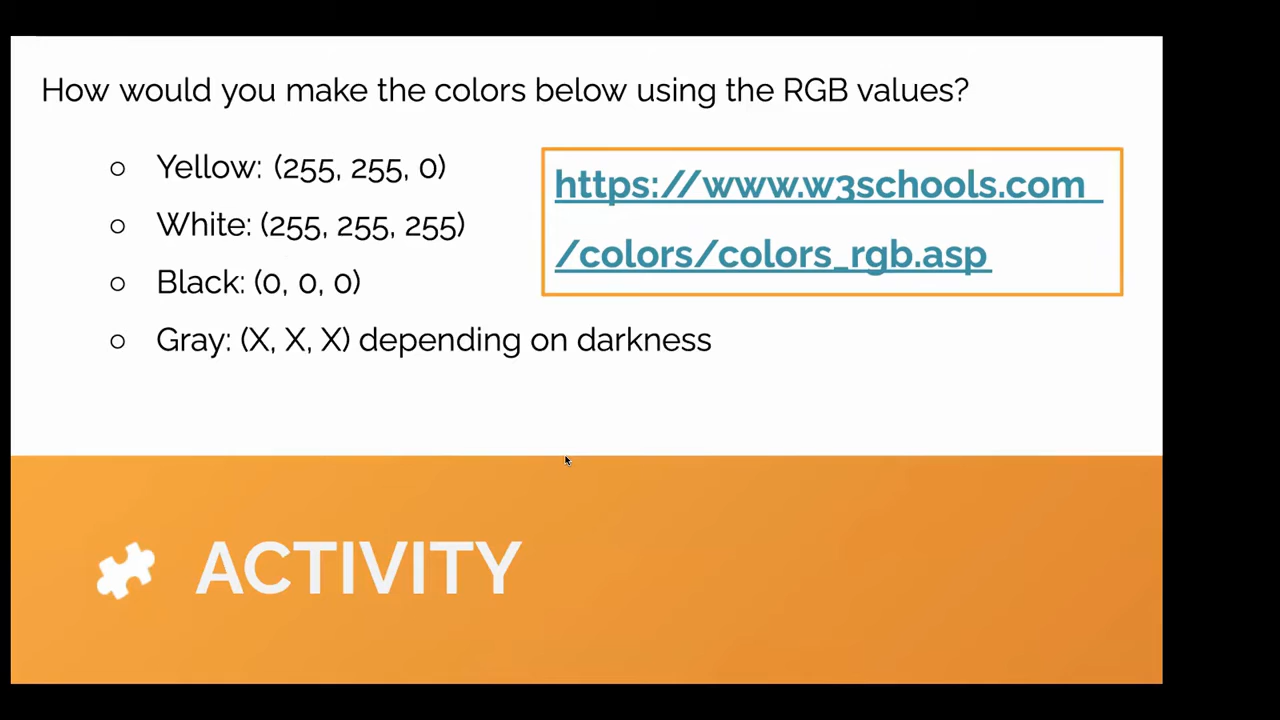 How would you make the colors below using the RGB values?
○ Yellow: (255, 255, 0)
○ White: (255, 255, 255)
○ Black: (0, 0, 0)
○ Gray: (X, X, X) depending on darkness
https://www.w3schools.com
/colors/colors_rgb.asp
ACTIVITY